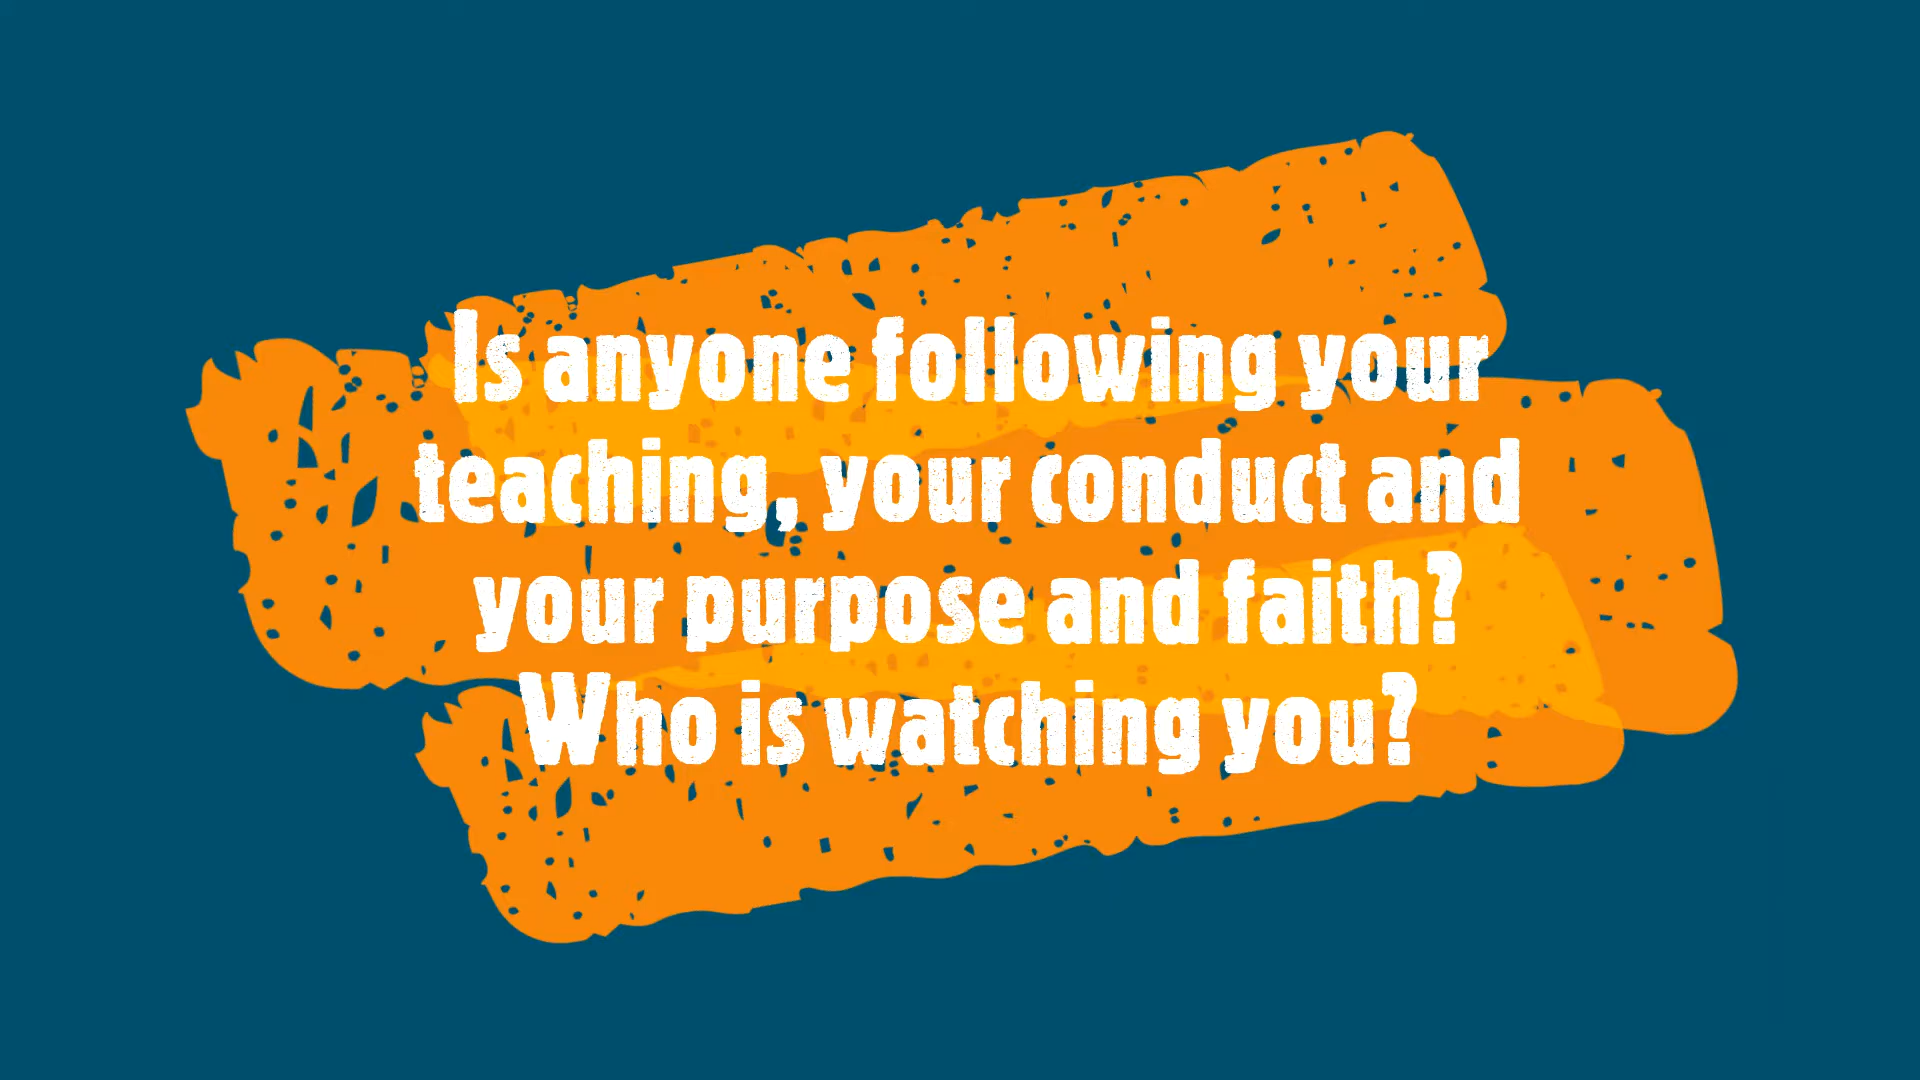 Is anyone following your
teaching, your conduct and
your purpose and faith?
Who is watching you?